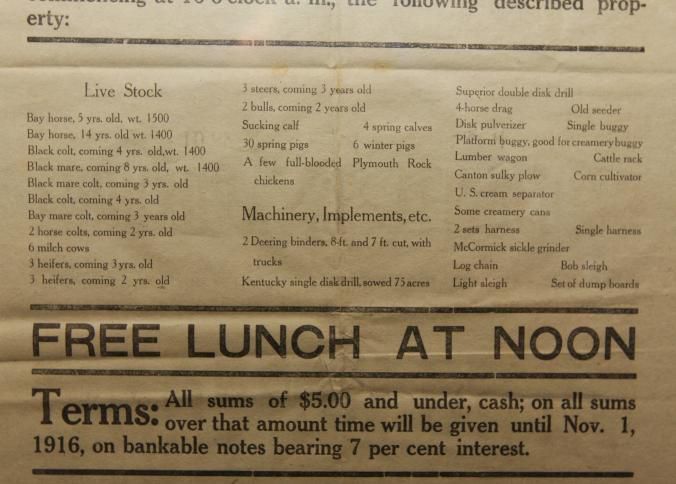 commencing at 10 o'clock a. m., the following described prop-
erty:
Live Stock
Bay horse, 5 yrs. old, wt. 1500
Bay horse, 14 yrs. old wt. 1400
Black colt, coming 4 yrs. old,wt. 1400
Black mare, coming 8 yrs. old, wt. 1400
Black mare colt, coming 3 yrs. old
Black colt, coming 4 yrs. old
Bay mare colt, coming 3 years old
2 horse colts, coming 2 yrs. old
6 milch cows
3 heifers, coming 3 yrs. old
3 heifers, coming 2 yrs. old
3 steers, coming 3 years old
2 bulls, coming 2 years old
Sucking calf 4 spring calves
30 spring pigs 6 winter pigs
A few full-blooded Plymouth Rock
chickens
Machinery, Implements, etc.
2 Deering binders, 8-ft. and 7 ft. cut, with
trucks
Kentucky single disk drill, sowed 75 acres
Superior double disk drill
4-horse drag Old seeder
Disk pulverizer Single buggy
Platform buggy, good for creamery buggy
Lumber wagon Cattle rack
Canton sulky plow Corn cultivator
U. S. cream separator
Some creamery cans
2 sets harness Single harness
McCormick sickle grinder
Log chain Bob sleigh
Light sleigh Set of dump boards
FREE LUNCH AT NOON
Terms: All sums of $5.00 and under, cash; on all sums
over that amount time will be given until Nov. 1,
1916, on bankable notes bearing 7 per cent interest.